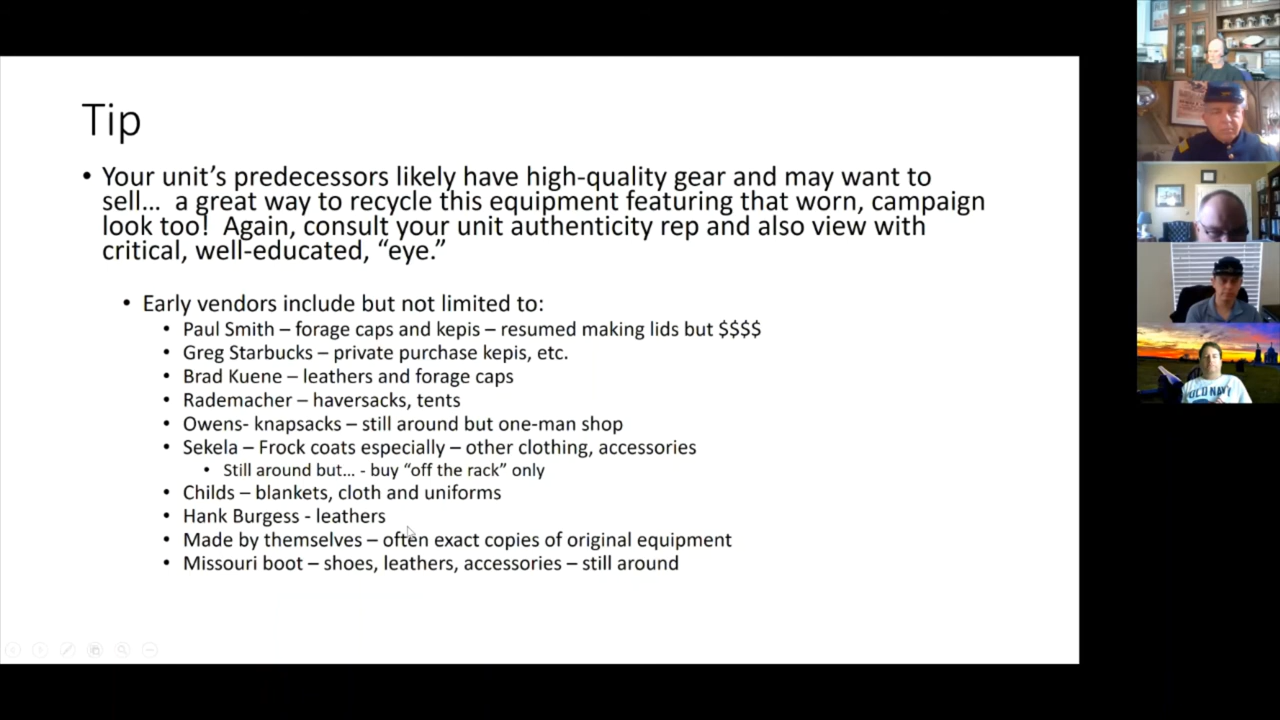 Tip
• Your unit’s predecessors likely have high-quality gear and may want to
sell… a great way to recycle this equipment featuring that worn, campaign
look too! Again, consult your unit authenticity rep and also view with
critical, well-educated, “eye.”
• Early vendors include but not limited to:
• Paul Smith – forage caps and kepis – resumed making lids but $$$$
• Greg Starbucks – private purchase kepis, etc.
• Brad Kuene – leathers and forage caps
• Rademacher – haversacks, tents
• Owens- knapsacks – still around but one-man shop
• Sekela – Frock coats especially – other clothing, accessories
• Still around but… - buy “off the rack” only
• Childs – blankets, cloth and uniforms
• Hank Burgess - leathers
• Made by themselves – often exact copies of original equipment
• Missouri boot – shoes, leathers, accessories – still around
OLD NAVY